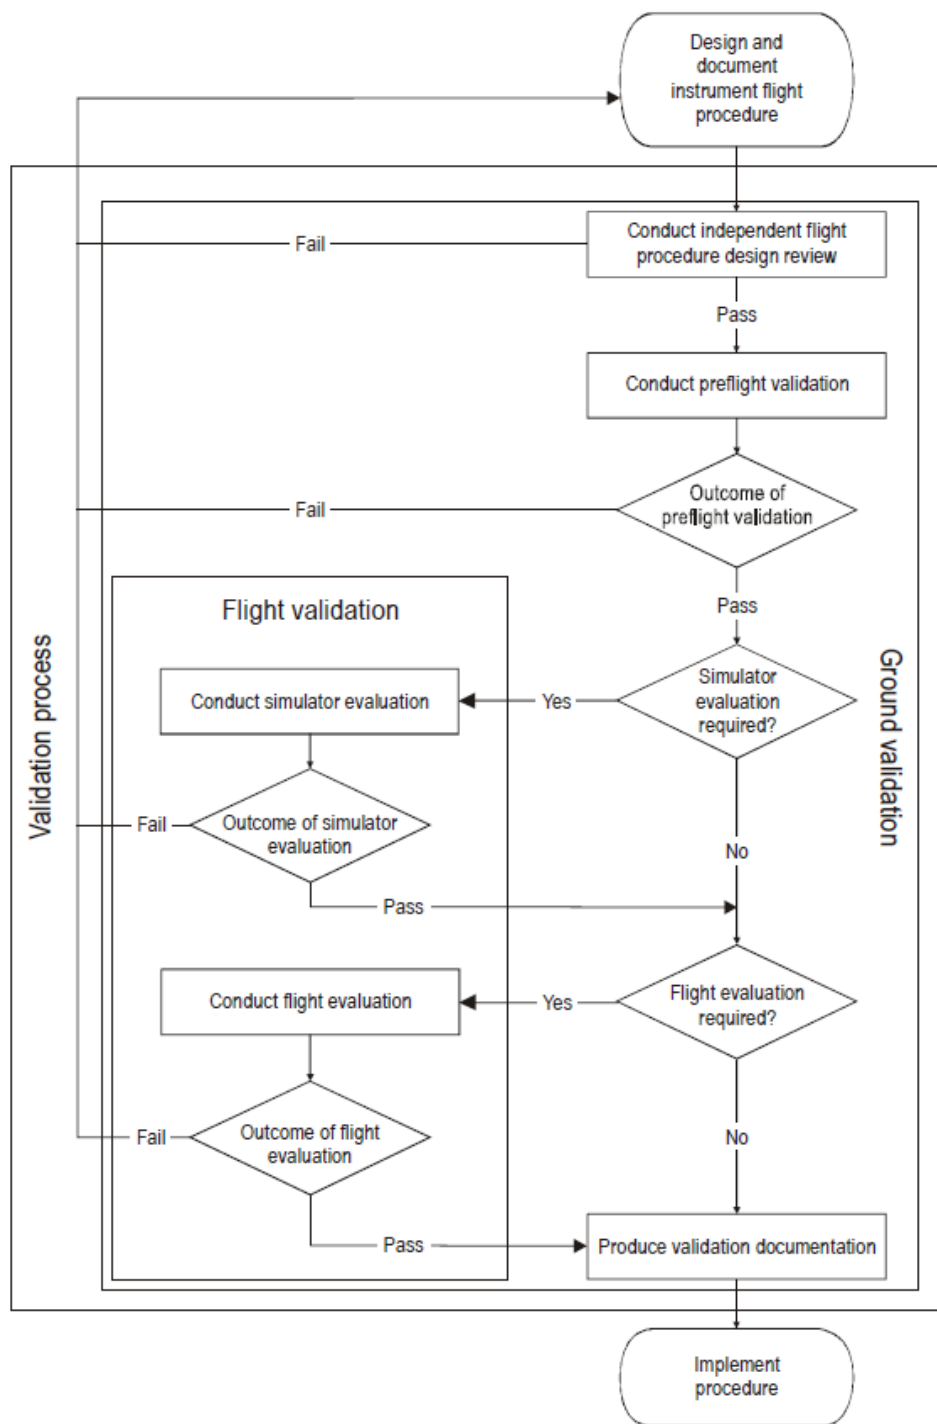 Design and
document
instrument flight
procedure
Fail
Conduct independent flight
procedure design review
Pass
Conduct preflight validation
Outcome of
preflight validation
Fail
Pass
Flight validation
Validation process
Ground validation
Simulator
evaluation
required?
Yes
Conduct simulator evaluation
Outcome of simulator
evaluation
Fail
No
Pass
Flight evaluation
required?
Yes
Conduct flight evaluation
Outcome of flight
evaluation
Fail
No
Pass
Produce validation documentation
Implement
procedure